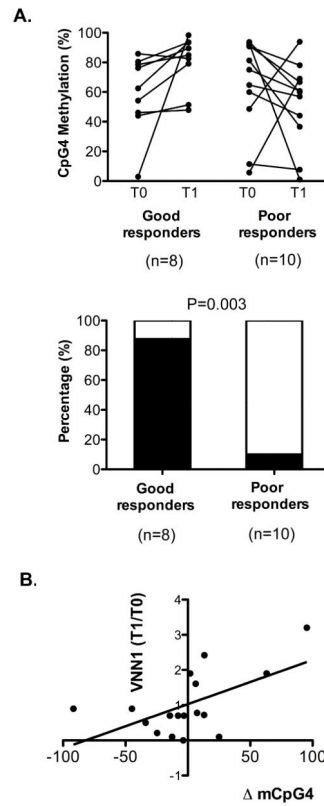 A.
CpG4 Methylation (%)
100
80
60
40
20
0
T0 T1 T0 T1
Good responders
Poor responders
(n=8) (n=10)
P=0.003
Percentage (%)
100
80
60
40
20
0
Good responders
Poor responders
(n=8) (n=10)
B.
VNN1 (T1/T0)
4
3
2
1
-1
-100 -50 0 50 100
Δ mCpG4